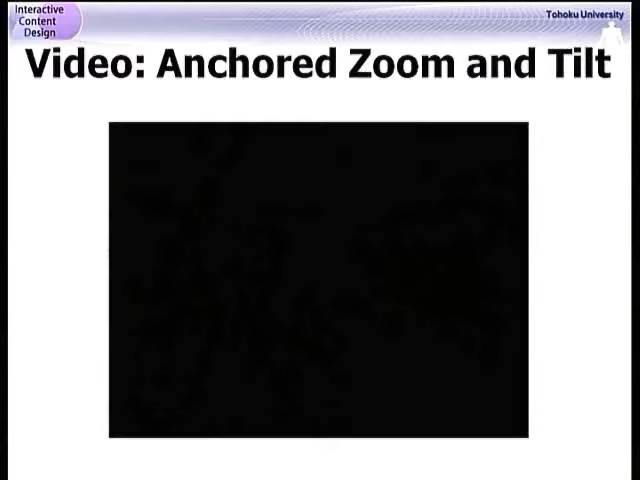 Interactive
Content
Design
Tohoku University
Video: Anchored Zoom and Tilt